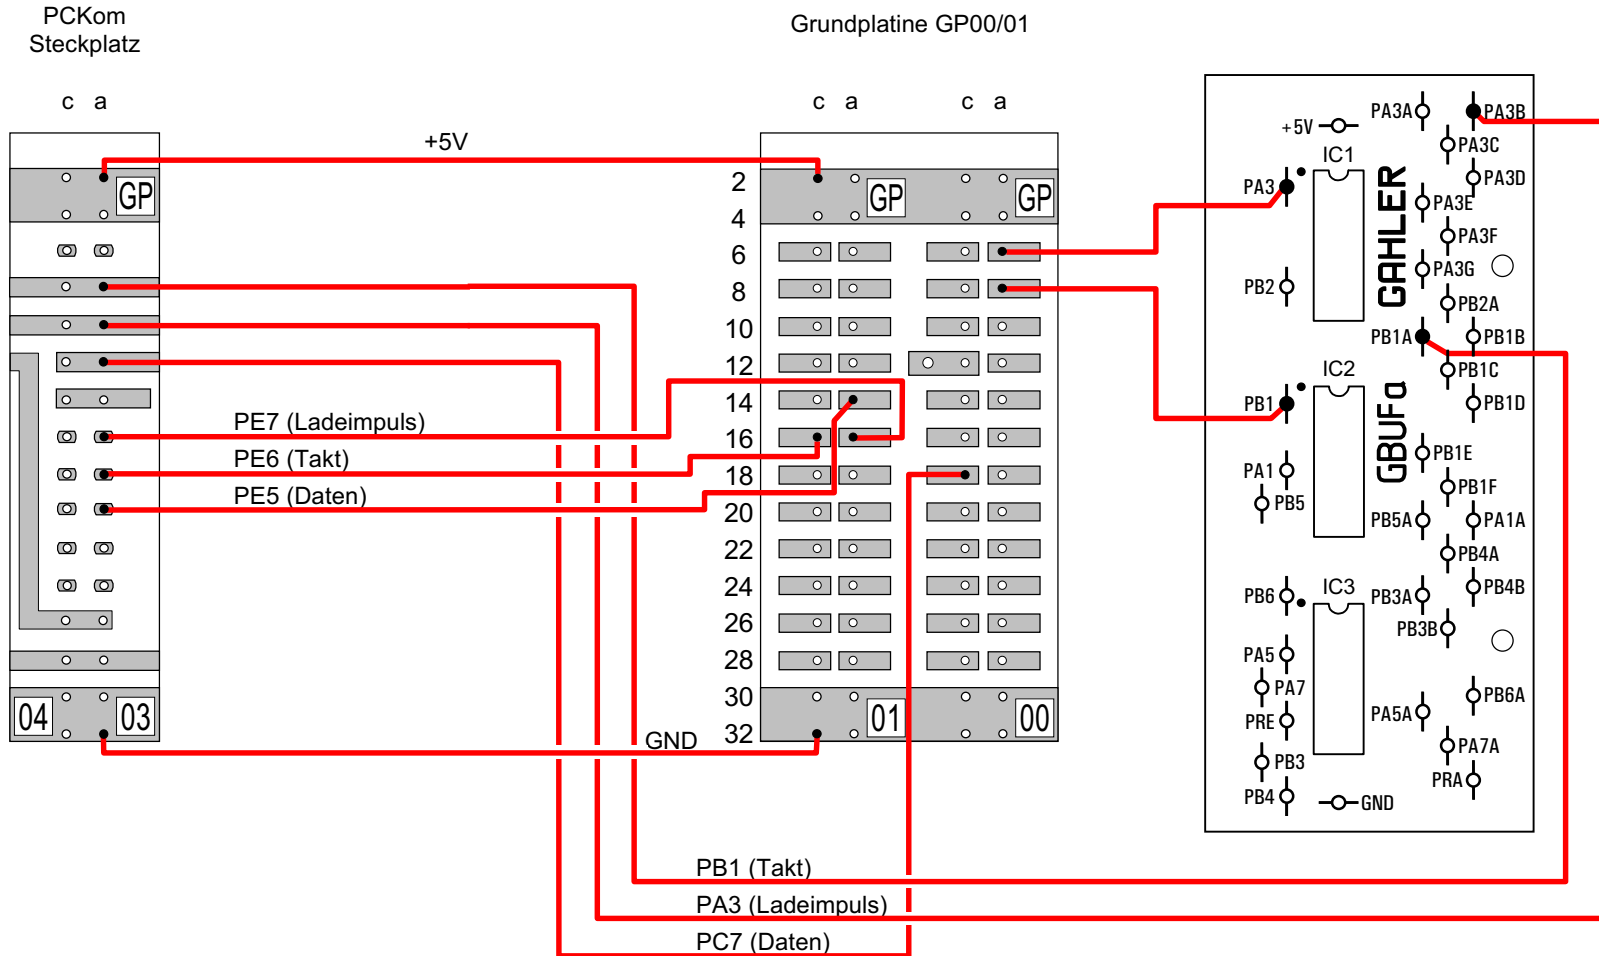 PCKom
Steckplatz
Grundplatine GP00/01
c a
c a
c a
+5V
GP
GP
GP
2
4
6
8
10
12
14
16
18
20
22
24
26
28
30
32
PE7 (Ladeimpuls)
PE6 (Takt)
PE5 (Daten)
04
03
01
00
GND
PB1 (Takt)
PA3 (Ladeimpuls)
PC7 (Daten)
+5V
IC1
PA3
PB2
IC2
PB1
PA1
PB5
IC3
PB6
PA5
PA7
PRE
PB3
PB4
GND
GAHLER
GBUFa
PA3A
PA3B
PA3C
PA3D
PA3E
PA3F
PA3G
PB2A
PB1A
PB1B
PB1C
PB1D
PB1E
PB1F
PB5A
PA1A
PB4A
PB4B
PB3A
PB3B
PB6A
PA5A
PA7A
PRA